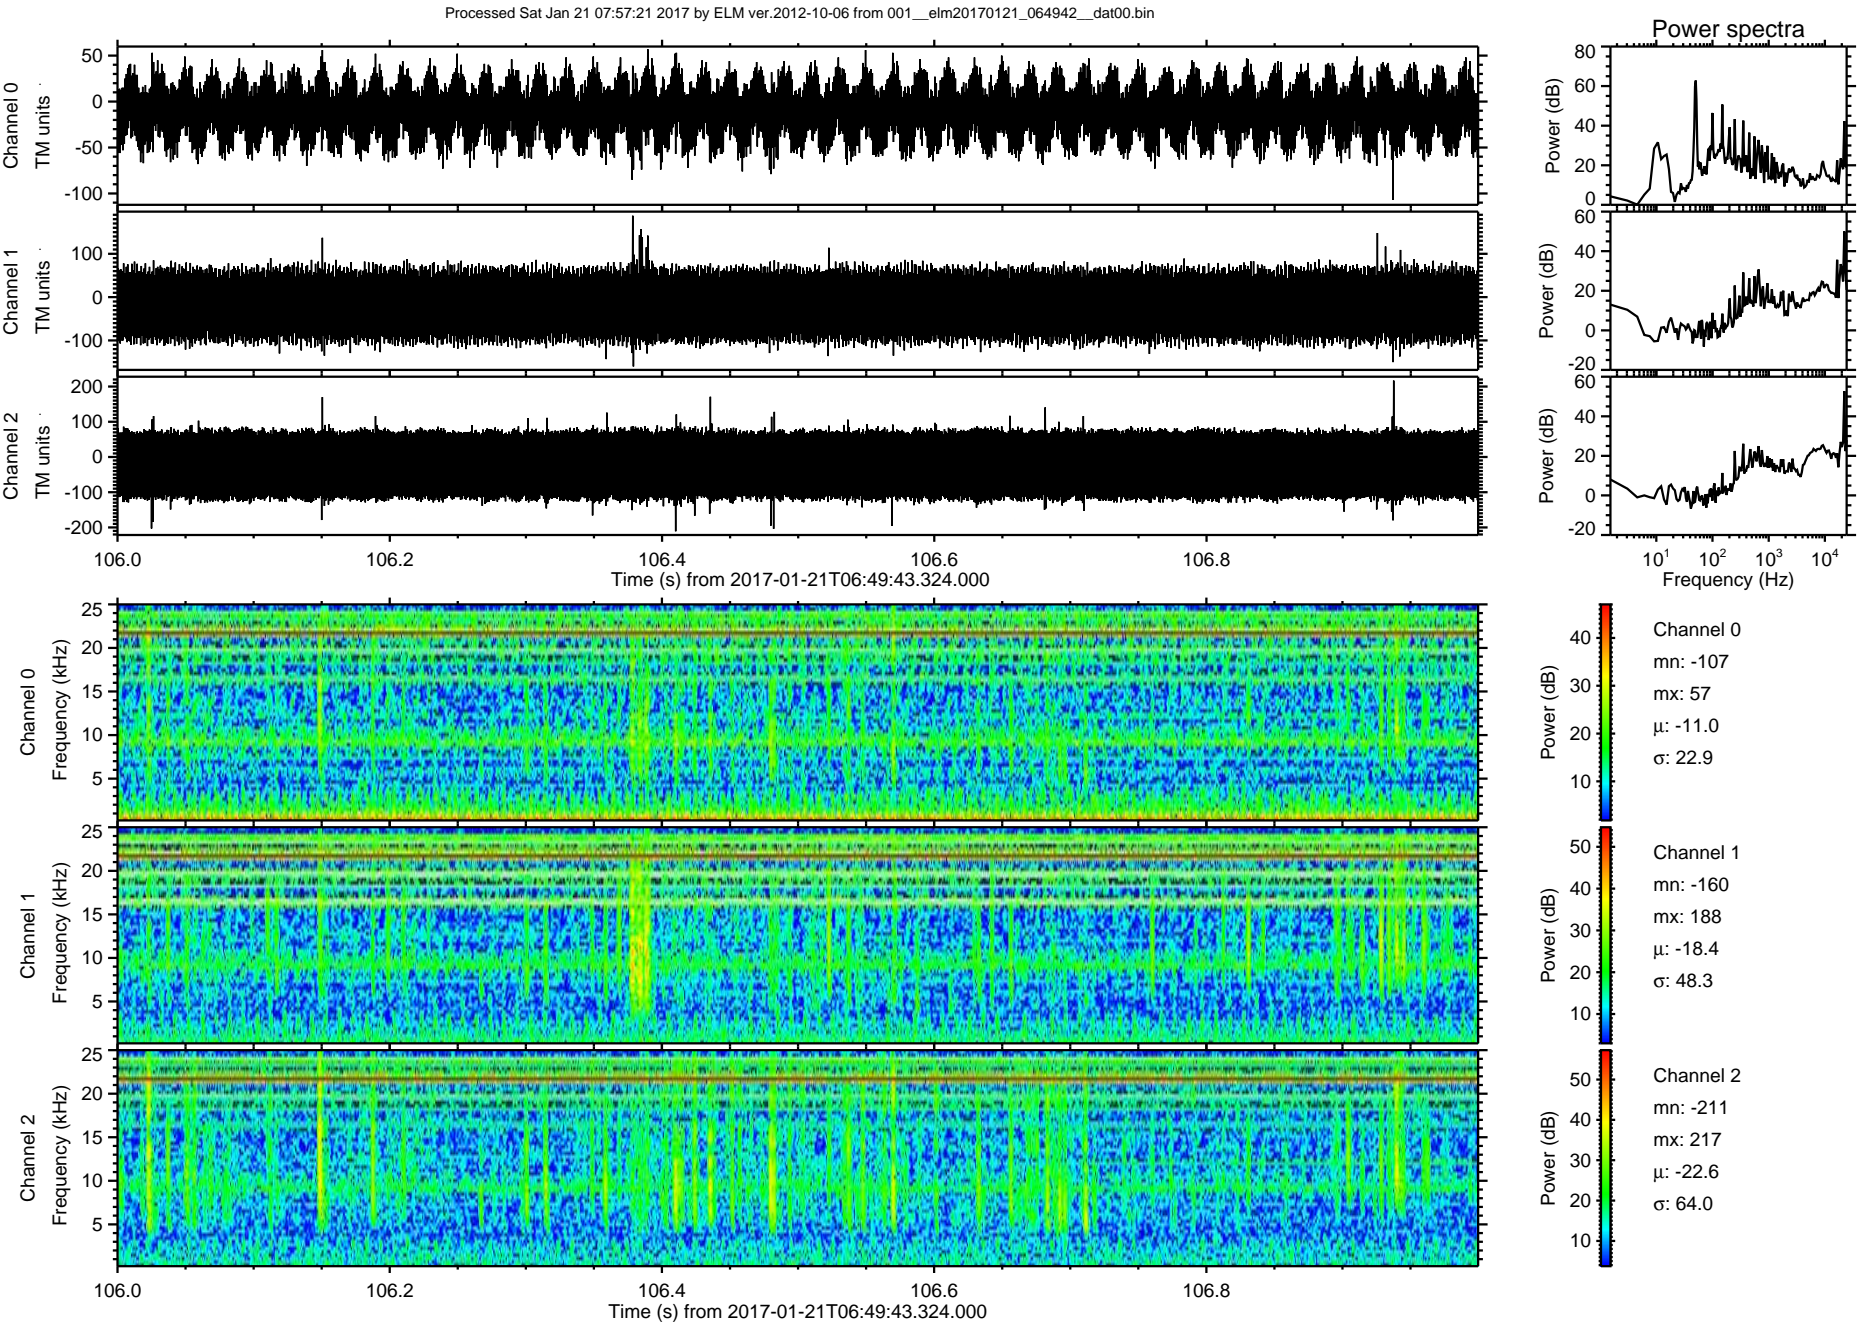 Processed Sat Jan 21 07:57:21 2017 by ELM ver.2012-10-06 from 001__elm20170121_064942__dat00.bin
Power spectra
Channel 0
TM units
50
0
-50
-100
Power (dB)
80
60
40
20
0
Channel 1
TM units
100
0
-100
Power (dB)
60
40
20
0
-20
Channel 2
TM units
200
100
0
-100
-200
Power (dB)
60
40
20
0
-20
106.0 106.2 106.4 106.6 106.8
Time (s) from 2017-01-21T06:49:43.324.000
10¹ 10² 10³ 10⁴
Frequency (Hz)
Channel 0
Frequency (kHz)
25
20
15
10
5
Power (dB)
40
30
20
10
Channel 0
mn: -107
mx: 57
µ: -11.0
σ: 22.9
Channel 1
Frequency (kHz)
25
20
15
10
5
Power (dB)
50
40
30
20
10
Channel 1
mn: -160
mx: 188
µ: -18.4
σ: 48.3
Channel 2
Frequency (kHz)
25
20
15
10
5
Power (dB)
50
40
30
20
10
Channel 2
mn: -211
mx: 217
µ: -22.6
σ: 64.0
106.0 106.2 106.4 106.6 106.8
Time (s) from 2017-01-21T06:49:43.324.000